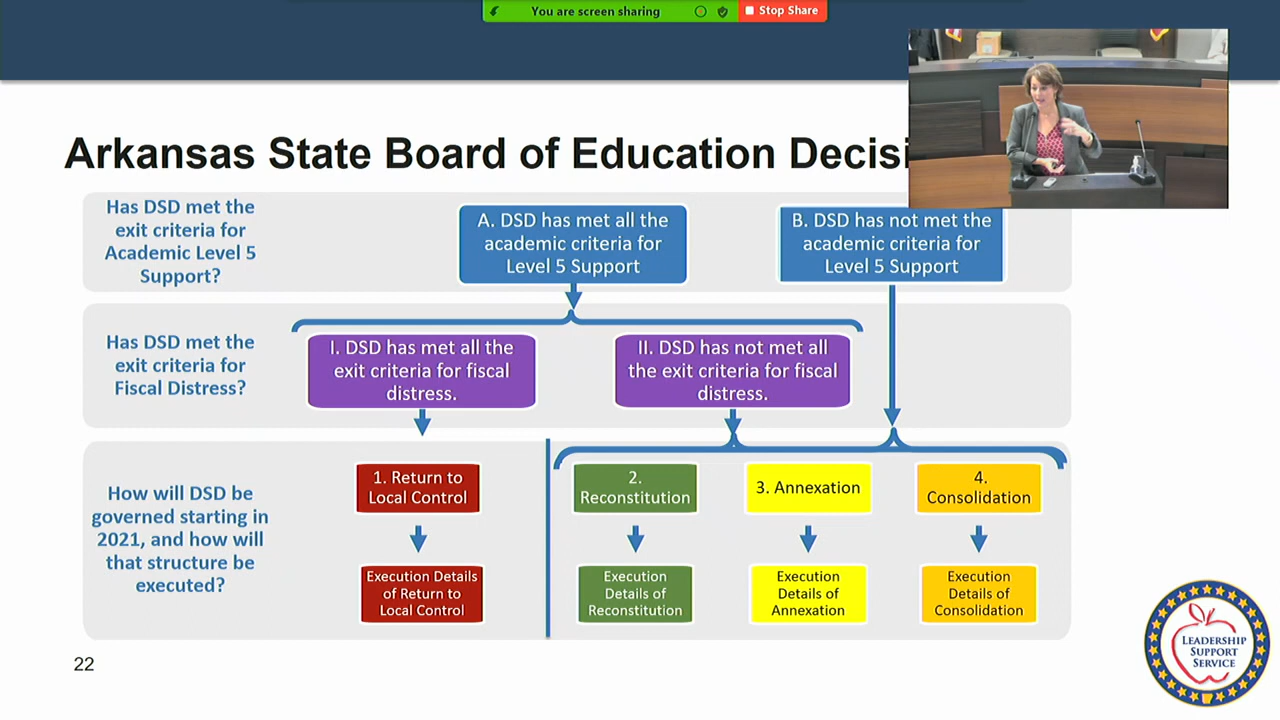 You are screen sharing
Stop Share
Arkansas State Board of Education
Has DSD met the
exit criteria for
Academic Level 5
Support?
A. DSD has met all the
academic criteria for
Level 5 Support
B. DSD has not met the
academic criteria for
Level 5 Support
Has DSD met the
exit criteria for
Fiscal Distress?
I. DSD has met all the
exit criteria for fiscal
distress.
II. DSD has not met all
the exit criteria for fiscal
distress.
How will DSD be
governed starting in
2021, and how will
that structure be
executed?
1. Return to
Local Control
2.
Reconstitution
3. Annexation
4.
Consolidation
Execution Details
of Return to
Local Control
Execution
Details of
Reconstitution
Execution
Details of
Annexation
Execution
Details of
Consolidation
22
LEADERSHIP
SUPPORT
SERVICE